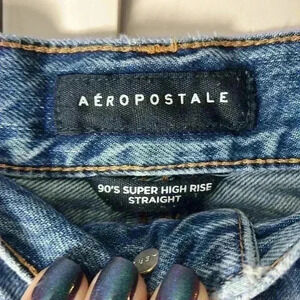 AÉROPOSTALE
90'S SUPER HIGH RISE
STRAIGHT